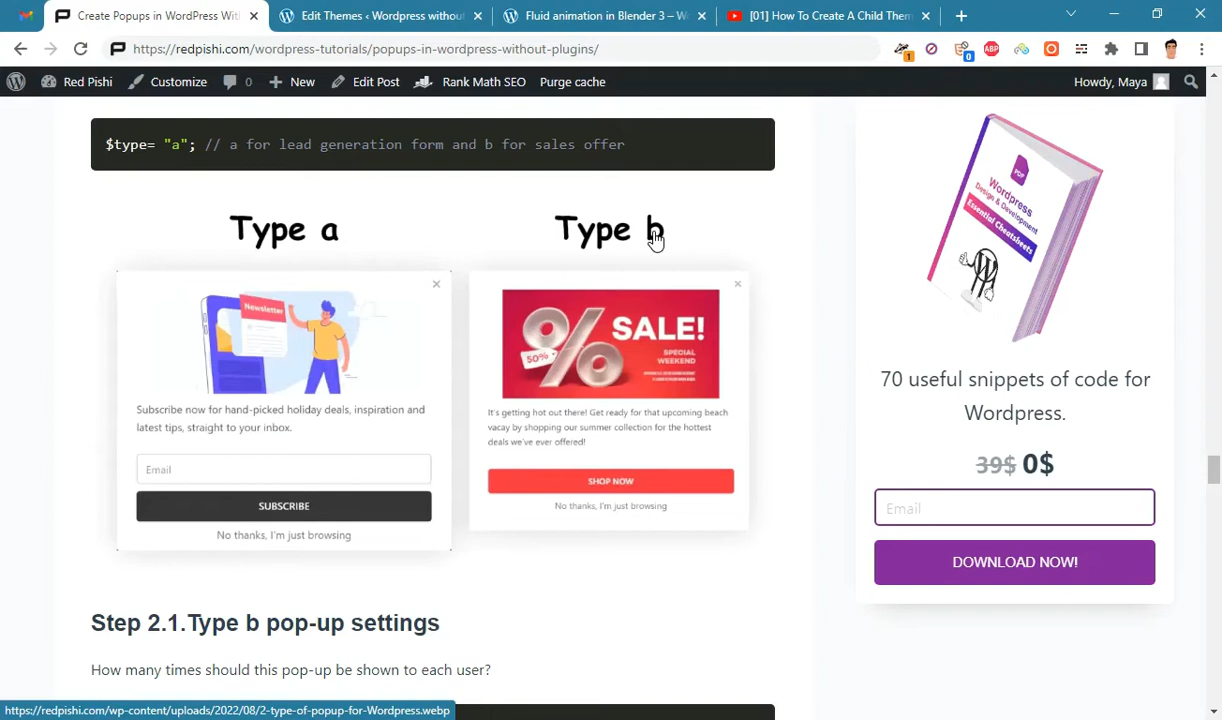 Create Popups in WordPress With
Edit Themes ‹ Wordpress without
Fluid animation in Blender 3 – W
[01] How To Create A Child Them
https://redpishi.com/wordpress-tutorials/popups-in-wordpress-without-plugins/
1
0
ABP
Red Pishi
Customize
0
New
Edit Post
Rank Math SEO
Purge cache
Howdy, Maya
$type= "a"; // a for lead generation form and b for sales offer
Type a
Type b
Newsletter
Subscribe now for hand-picked holiday deals, inspiration and
latest tips, straight to your inbox.
Email
SUBSCRIBE
No thanks, I'm just browsing
%
50%
SALE!
SPECIAL
WEEKEND
It's getting hot out there! Get ready for that upcoming beach
vacay by shopping our summer collection for the hottest
deals we've ever offered!
SHOP NOW
No thanks, I'm just browsing
PDF
Wordpress
Design & Development
Essential Cheatsheets
70 useful snippets of code for
Wordpress.
39$ 0$
Email
DOWNLOAD NOW!
Step 2.1.Type b pop-up settings
How many times should this pop-up be shown to each user?
https://redpishi.com/wp-content/uploads/2022/08/2-type-of-popup-for-Wordpress.webp